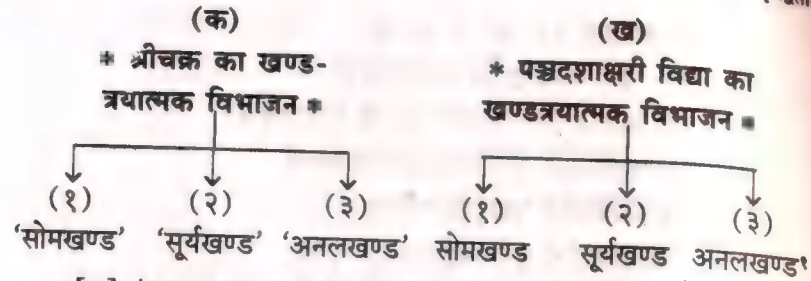 (क)
* श्रीचक्र का खण्ड-
त्रयात्मक विभाजन *
(१) (२) (३)
'सोमखण्ड' 'सूर्यखण्ड' 'अनलखण्ड'
(ख)
* पञ्चदशाक्षरी विद्या का
खण्डत्रयात्मक विभाजन *
(१) (२) (३)
सोमखण्ड सूर्यखण्ड अनलखण्ड'